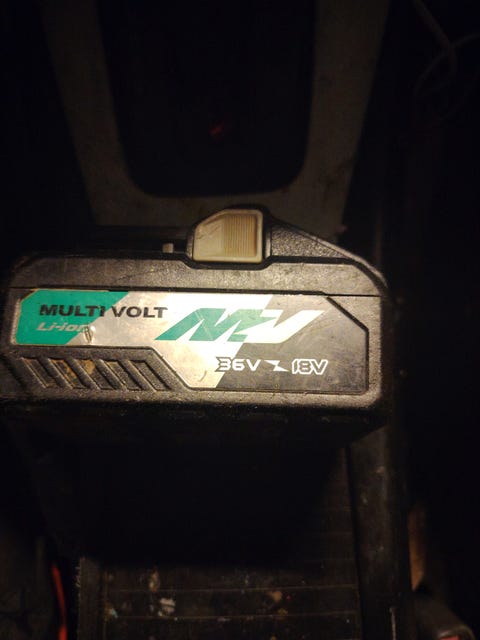 MULTI VOLT
Li-ion
MV
36V 18V